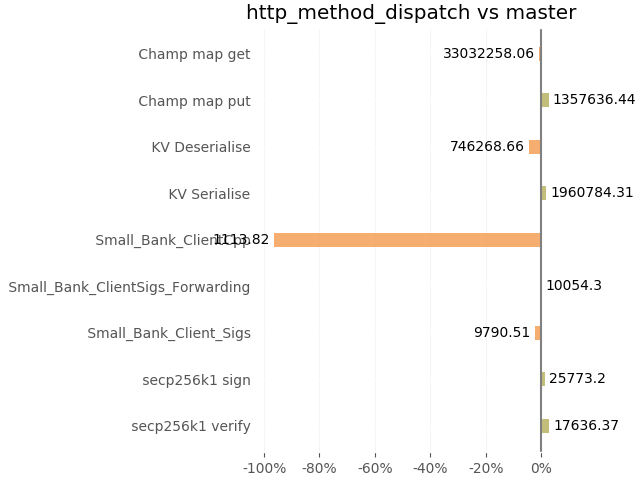 http_method_dispatch vs master
Champ map get 33032258.06
Champ map put 1357636.44
KV Deserialise 746268.66
KV Serialise 1960784.31
Small_Bank_ClientCpp 1113.82
Small_Bank_ClientSigs_Forwarding 10054.3
Small_Bank_Client_Sigs 9790.51
secp256k1 sign 25773.2
secp256k1 verify 17636.37
-100% -80% -60% -40% -20% 0%